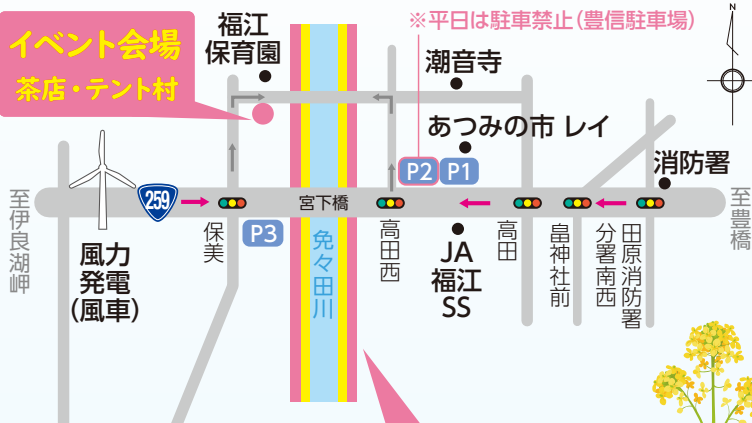 イベント会場
茶店・テント村
福江
保育園
※平日は駐車禁止(豊信駐車場)
潮音寺
あつみの市 レイ
消防署
P2
P1
259
至伊良湖岬
至豊橋
宮下橋
P3
保美
免々田川
高田西
高田
畠神社前
田原消防署
分署南西
JA
福江
SS
風力
発電
(風車)
N